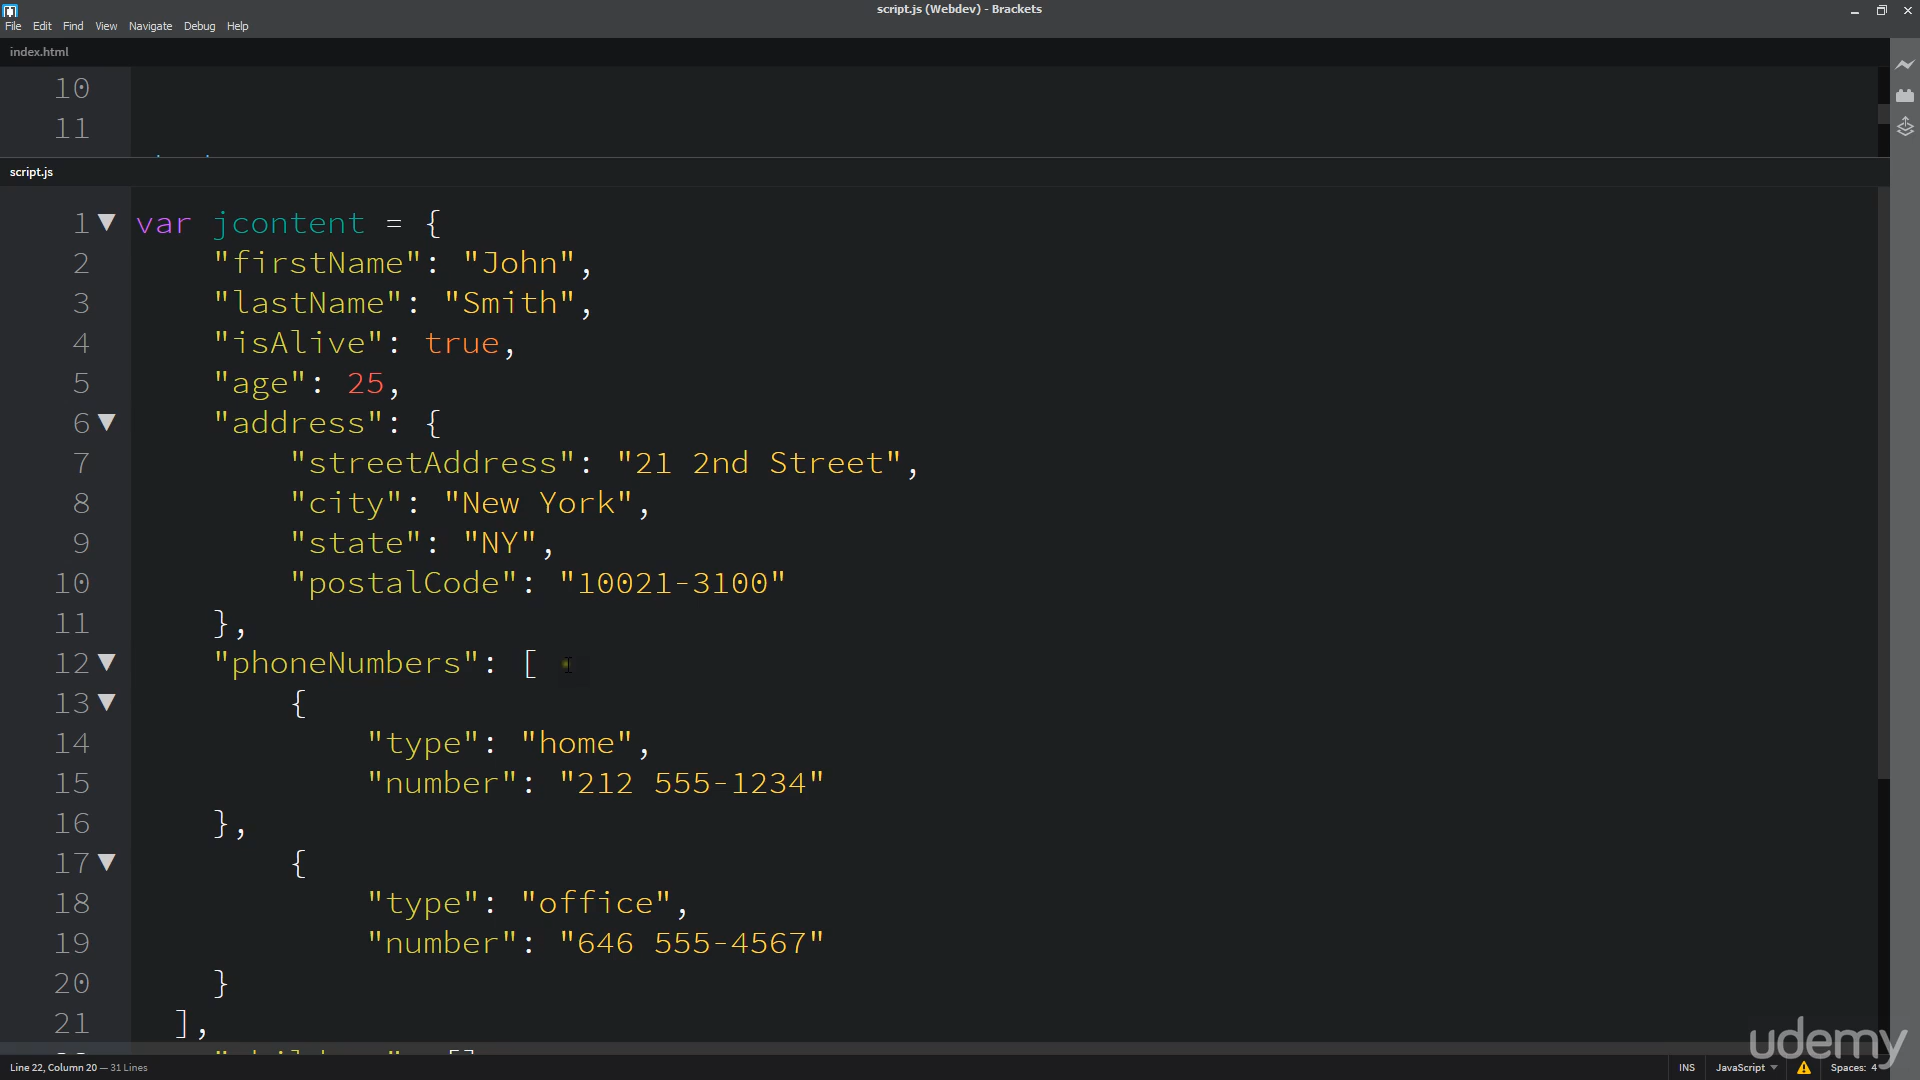 script.js (Webdev) - Brackets
File Edit Find View Navigate Debug Help
index.html
10
11
script.js
1 var jcontent = {
2 "firstName": "John",
3 "lastName": "Smith",
4 "isAlive": true,
5 "age": 25,
6 "address": {
7 "streetAddress": "21 2nd Street",
8 "city": "New York",
9 "state": "NY",
10 "postalCode": "10021-3100"
11 },
12 "phoneNumbers": [
13 {
14 "type": "home",
15 "number": "212 555-1234"
16 },
17 {
18 "type": "office",
19 "number": "646 555-4567"
20 }
21 ],
udemy
Line 22, Column 20 — 31 Lines
INS JavaScript Spaces: 4